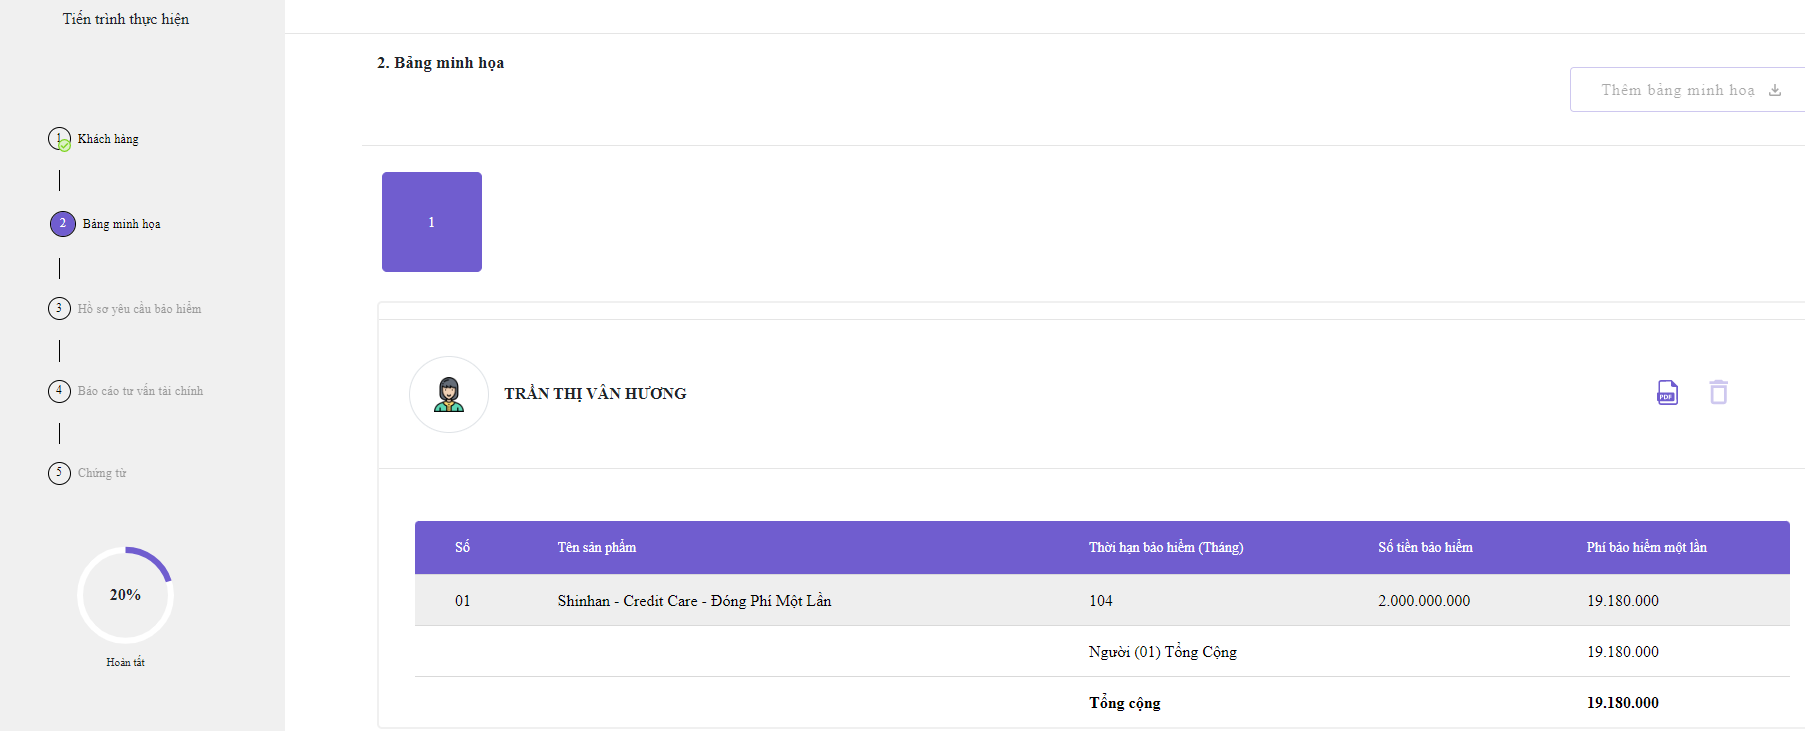 Tiến trình thực hiện
1 Khách hàng
2 Bảng minh họa
3 Hồ sơ yêu cầu bảo hiểm
4 Báo cáo tư vấn tài chính
5 Chứng từ
20%
Hoàn tất
2. Bảng minh họa
Thêm bảng minh hoạ
1
TRẦN THỊ VÂN HƯƠNG
PDF
Số Tên sản phẩm Thời hạn bảo hiểm (Tháng) Số tiền bảo hiểm Phí bảo hiểm một lần
01 Shinhan - Credit Care - Đóng Phí Một Lần 104 2.000.000.000 19.180.000
Người (01) Tổng Cộng 19.180.000
Tổng cộng 19.180.000